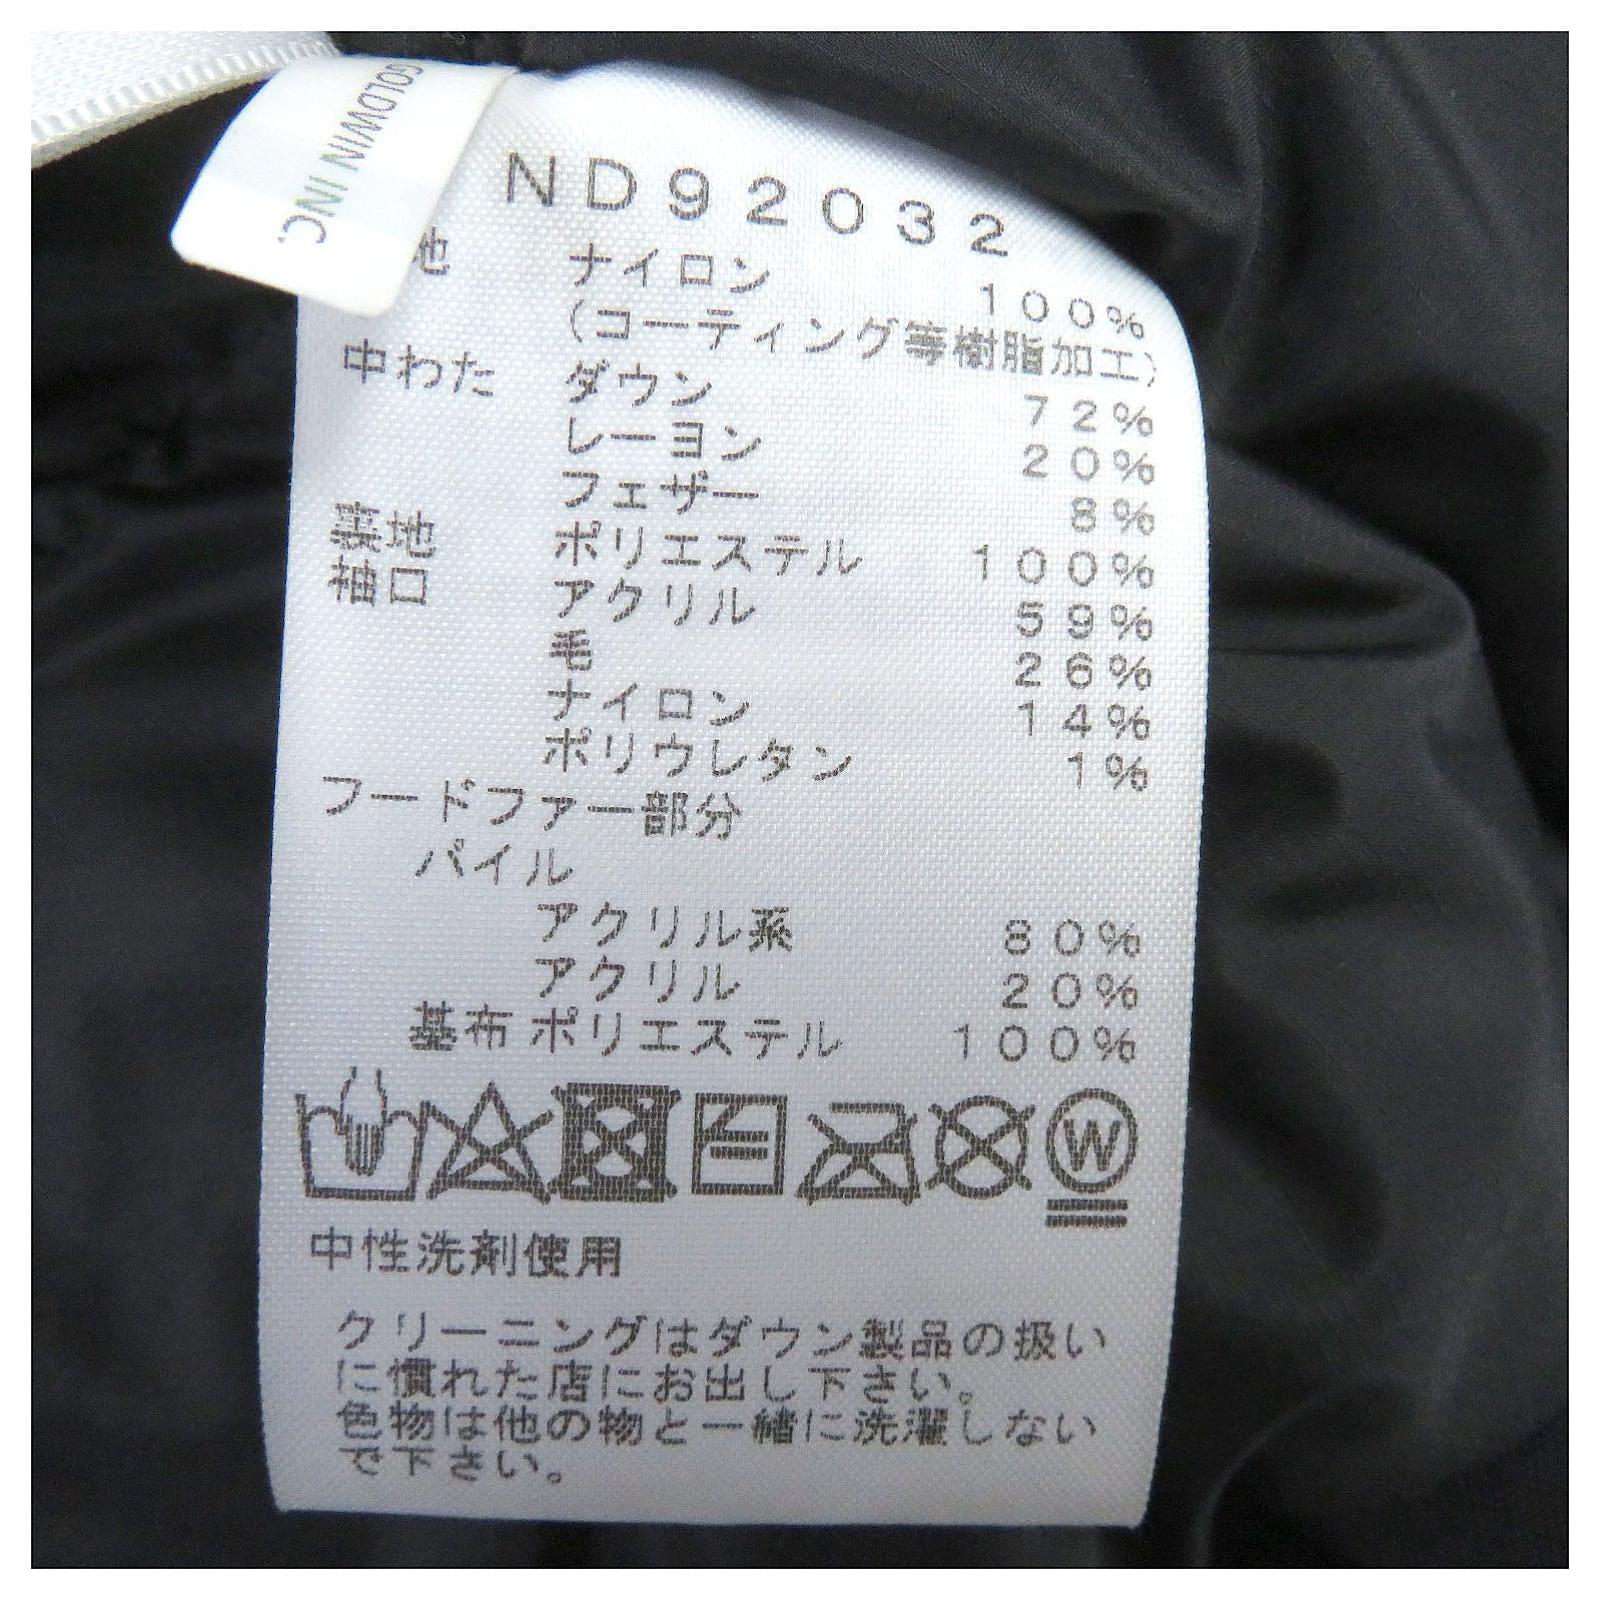 GOLDWIN INC.
ND92032
地 ナイロン 100%
(コーティング等樹脂加工)
中わた ダウン 72%
レーヨン 20%
フェザー 8%
裏地 ポリエステル 100%
袖口 アクリル 59%
毛 26%
ナイロン 14%
ポリウレタン 1%
フードファー部分
パイル
アクリル系 80%
アクリル 20%
基布 ポリエステル 100%
W
中性洗剤使用
クリーニングはダウン製品の扱い
に慣れた店にお出し下さい。
色物は他の物と一緒に洗濯しない
で下さい。